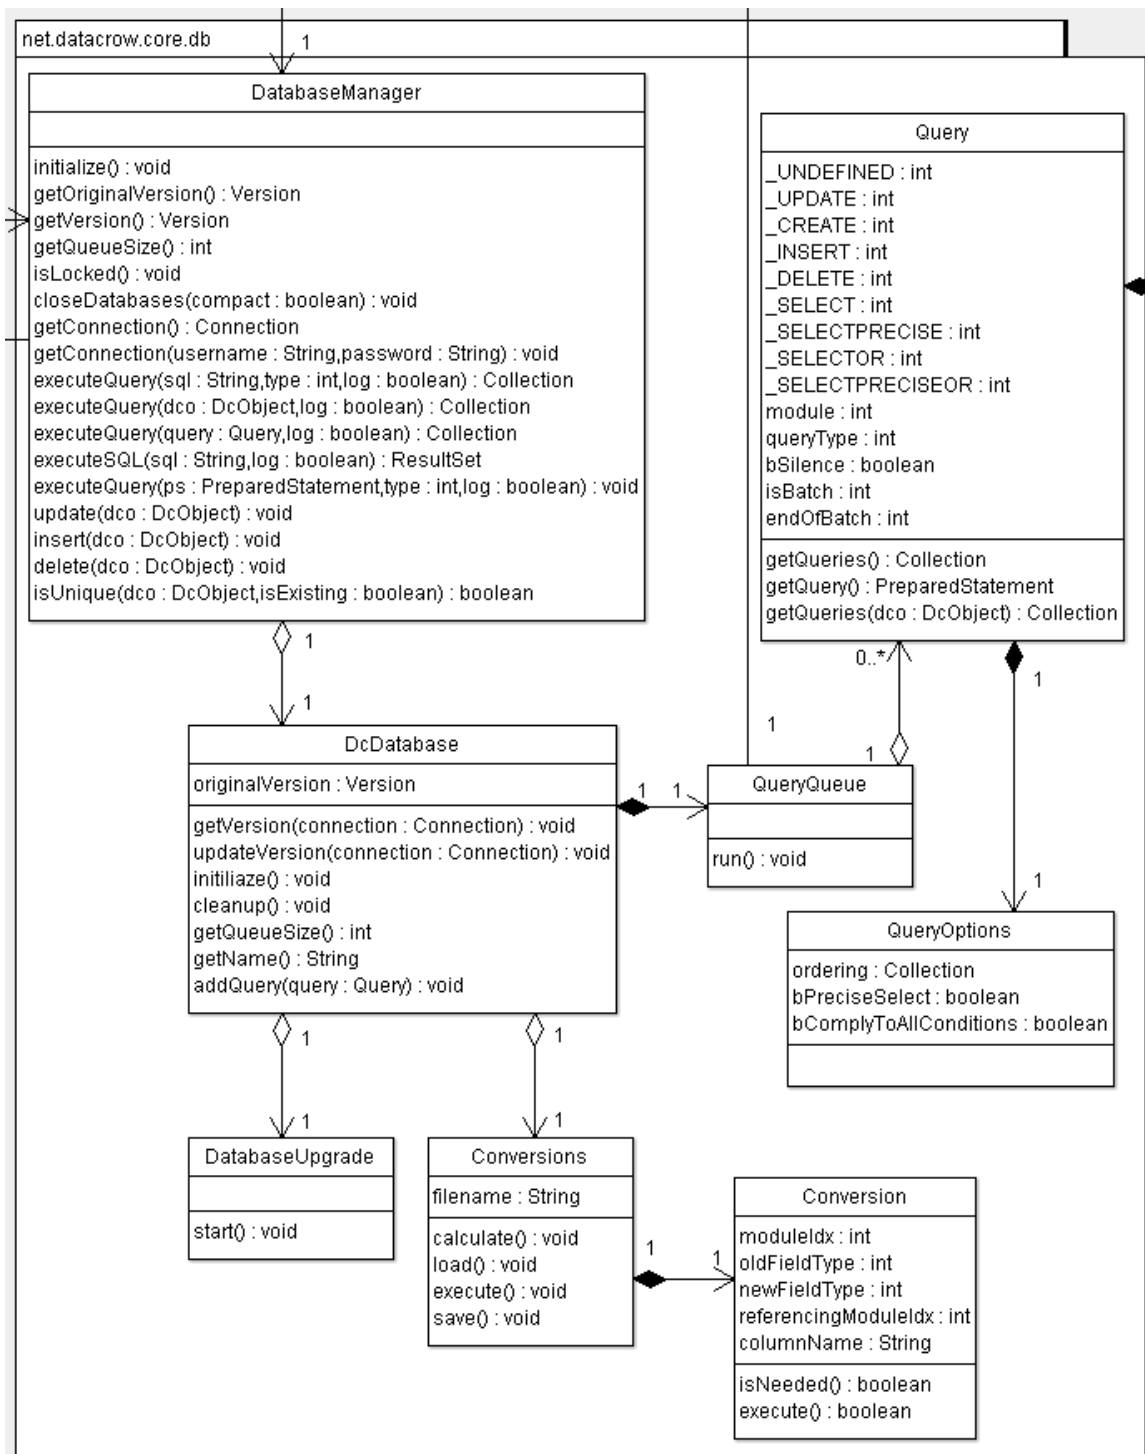 net.datacrow.core.db
1
DatabaseManager
initialize() : void
getOriginalVersion() : Version
getVersion() : Version
getQueueSize() : int
isLocked() : void
closeDatabases(compact : boolean) : void
getConnection() : Connection
getConnection(username : String,password : String) : void
executeQuery(sql : String,type : int,log : boolean) : Collection
executeQuery(dco : DcObject,log : boolean) : Collection
executeQuery(query : Query,log : boolean) : Collection
executeSQL(sql : String,log : boolean) : ResultSet
executeQuery(ps : PreparedStatement,type : int,log : boolean) : void
update(dco : DcObject) : void
insert(dco : DcObject) : void
delete(dco : DcObject) : void
isUnique(dco : DcObject,isExisting : boolean) : boolean
Query
_UNDEFINED : int
_UPDATE : int
_CREATE : int
_INSERT : int
_DELETE : int
_SELECT : int
_SELECTPRECISE : int
_SELECTOR : int
_SELECTPRECISEOR : int
module : int
queryType : int
bSilence : boolean
isBatch : int
endOfBatch : int
getQueries() : Collection
getQuery() : PreparedStatement
getQueries(dco : DcObject) : Collection
1
1
0..*
1
1
1
DcDatabase
originalVersion : Version
getVersion(connection : Connection) : void
updateVersion(connection : Connection) : void
initiliaze() : void
cleanup() : void
getQueueSize() : int
getName() : String
addQuery(query : Query) : void
1
1
QueryQueue
run() : void
1
QueryOptions
ordering : Collection
bPreciseSelect : boolean
bComplyToAllConditions : boolean
1
1
1
1
DatabaseUpgrade
start() : void
Conversions
filename : String
calculate() : void
load() : void
execute() : void
save() : void
1
1
Conversion
moduleIdx : int
oldFieldType : int
newFieldType : int
referencingModuleIdx : int
columnName : String
isNeeded() : boolean
execute() : boolean